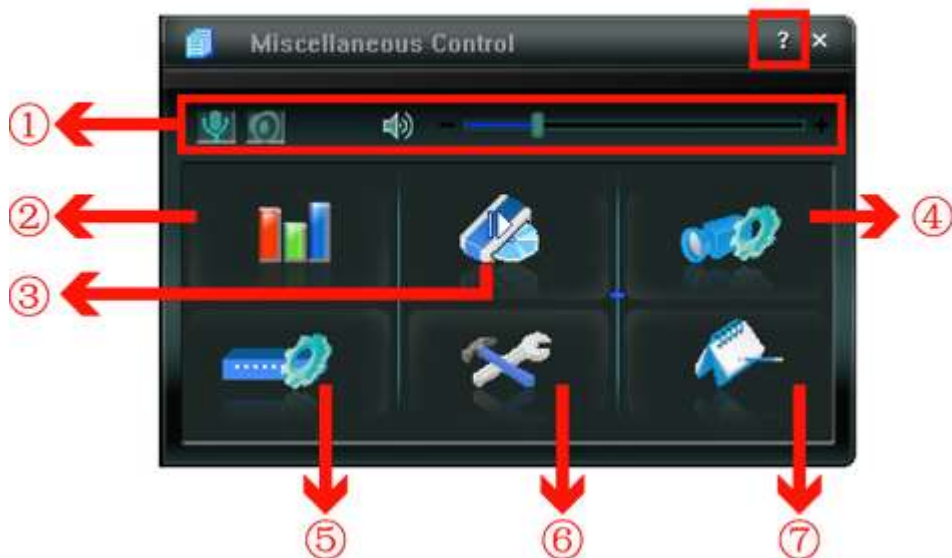 Miscellaneous Control ? ×
① − +
②
④
③
⑤ ⑥ ⑦